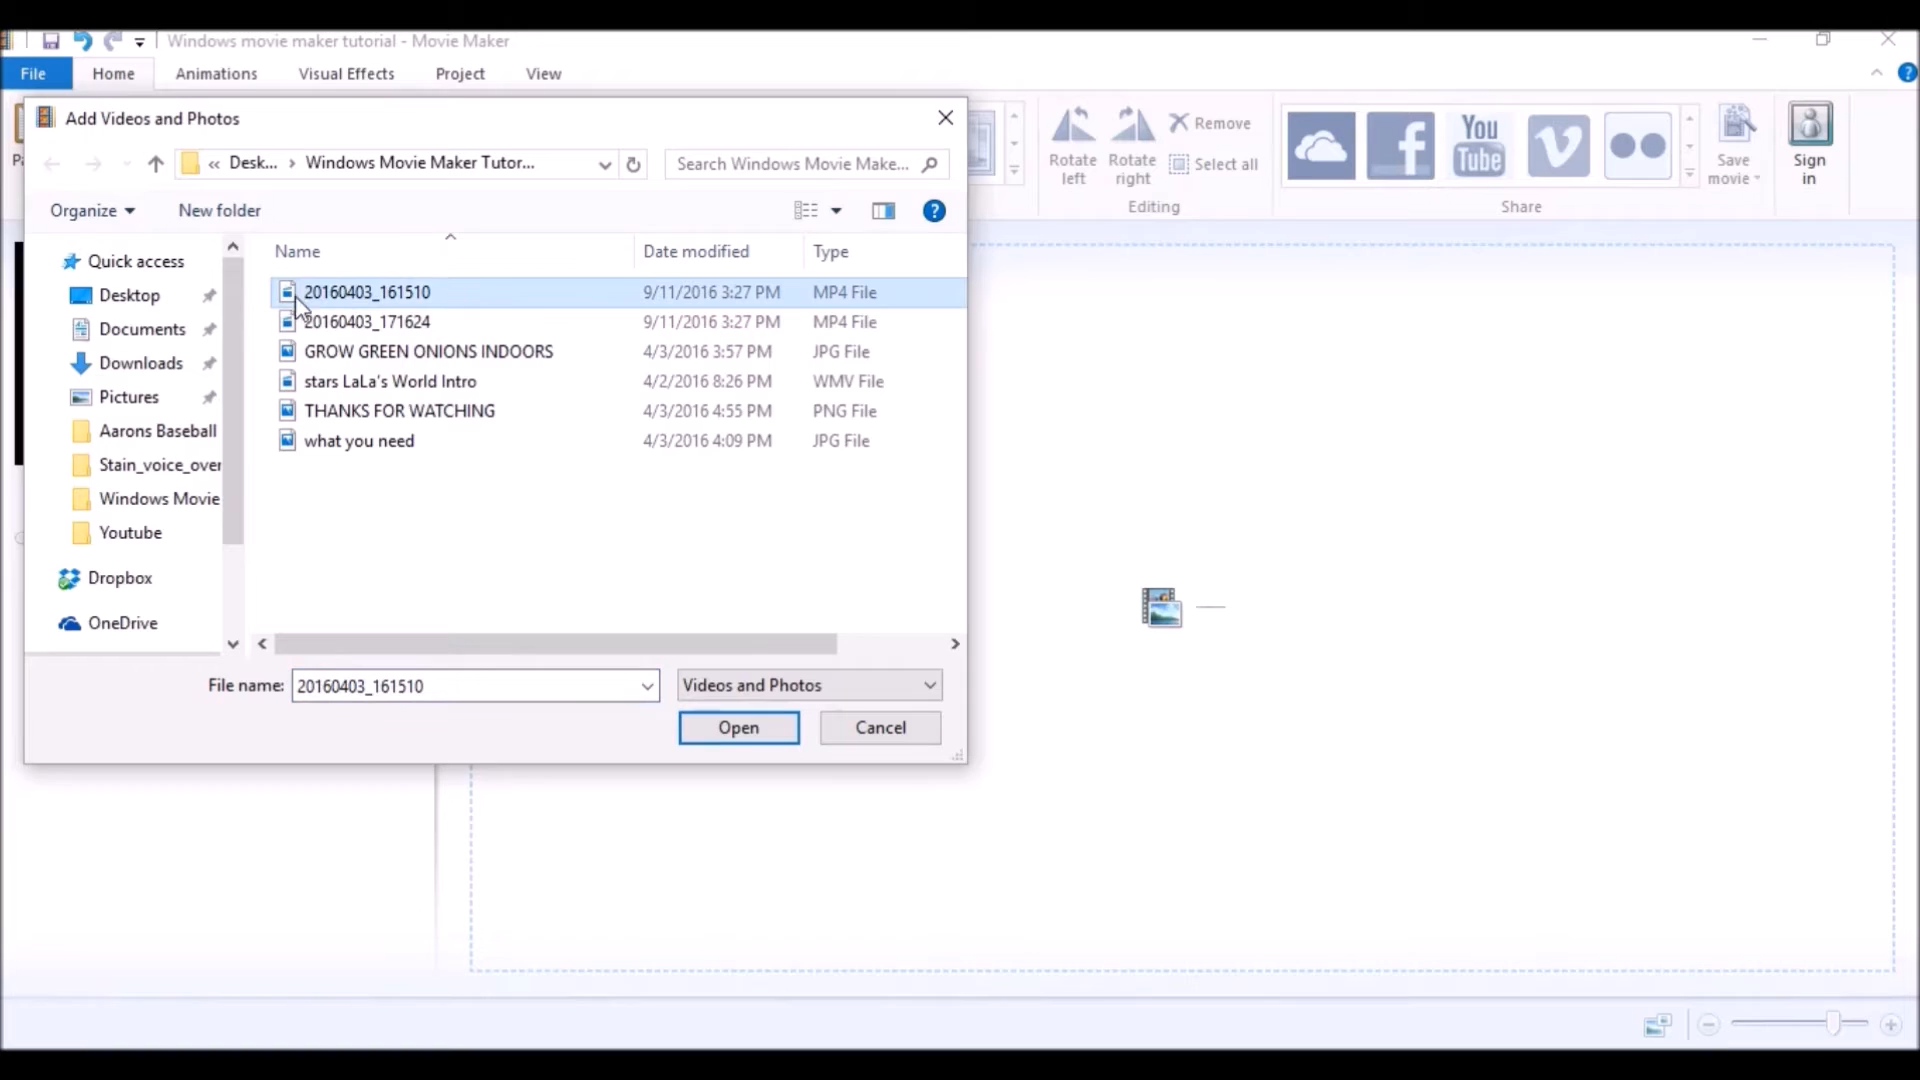 Windows movie maker tutorial - Movie Maker
File Home Animations Visual Effects Project View
Add Videos and Photos
« Desk... › Windows Movie Maker Tutor...
Search Windows Movie Make...
Organize New folder
Name Date modified Type
20160403_161510 9/11/2016 3:27 PM MP4 File
20160403_171624 9/11/2016 3:27 PM MP4 File
GROW GREEN ONIONS INDOORS 4/3/2016 3:57 PM JPG File
stars LaLa's World Intro 4/2/2016 8:26 PM WMV File
THANKS FOR WATCHING 4/3/2016 4:55 PM PNG File
what you need 4/3/2016 4:09 PM JPG File
Quick access
Desktop
Documents
Downloads
Pictures
Aarons Baseball
Stain_voice_over
Windows Movie
Youtube
Dropbox
OneDrive
File name: 20160403_161510 Videos and Photos
Open Cancel
Rotate left
Rotate right
Remove
Select all
Editing
f
You Tube
v
Share
Save movie
Sign in